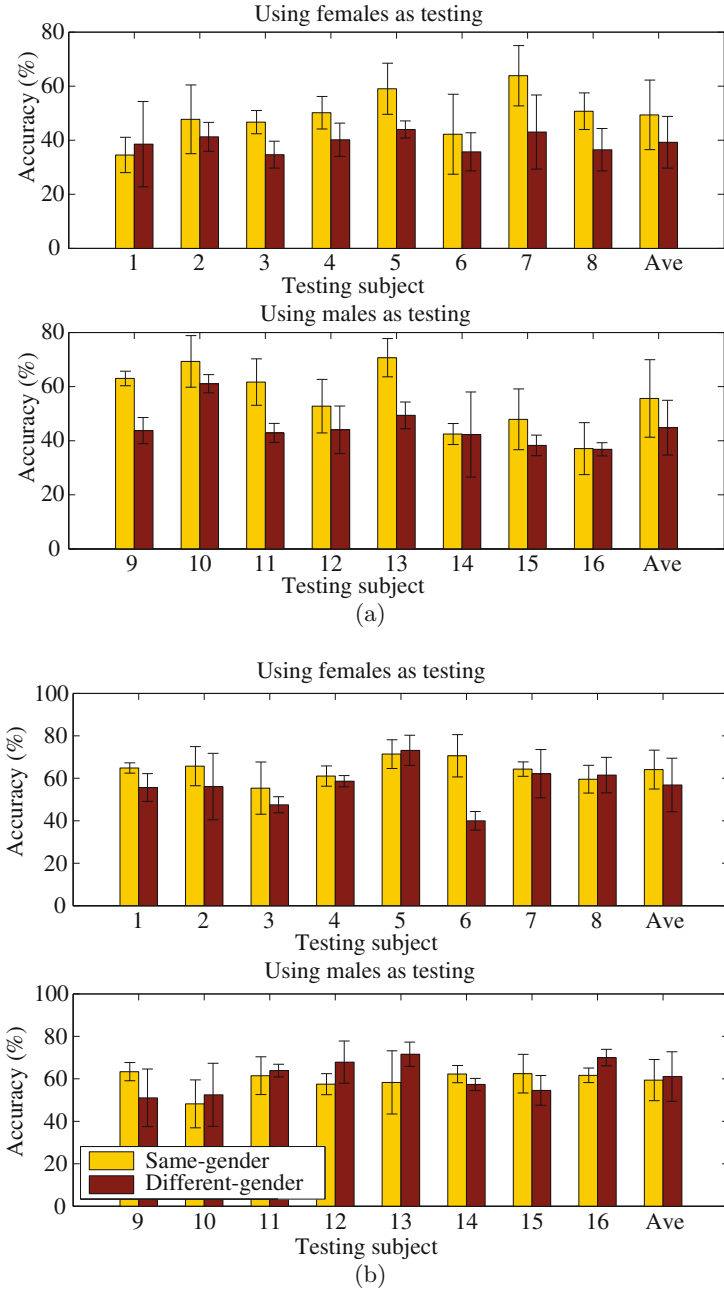 Using females as testing
Accuracy (%)
80
60
40
20
0
1 2 3 4 5 6 7 8 Ave
Testing subject
Using males as testing
Accuracy (%)
80
60
40
20
0
9 10 11 12 13 14 15 16 Ave
Testing subject
(a)
Using females as testing
Accuracy (%)
100
80
60
40
20
0
1 2 3 4 5 6 7 8 Ave
Testing subject
Using males as testing
Accuracy (%)
100
80
60
40
20
0
Same-gender
Different-gender
9 10 11 12 13 14 15 16 Ave
Testing subject
(b)